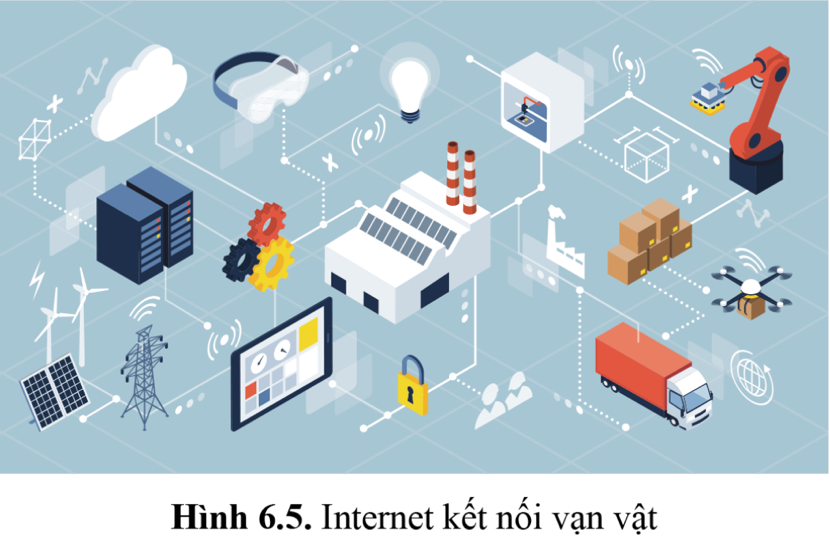 Hình 6.5. Internet kết nối vạn vật